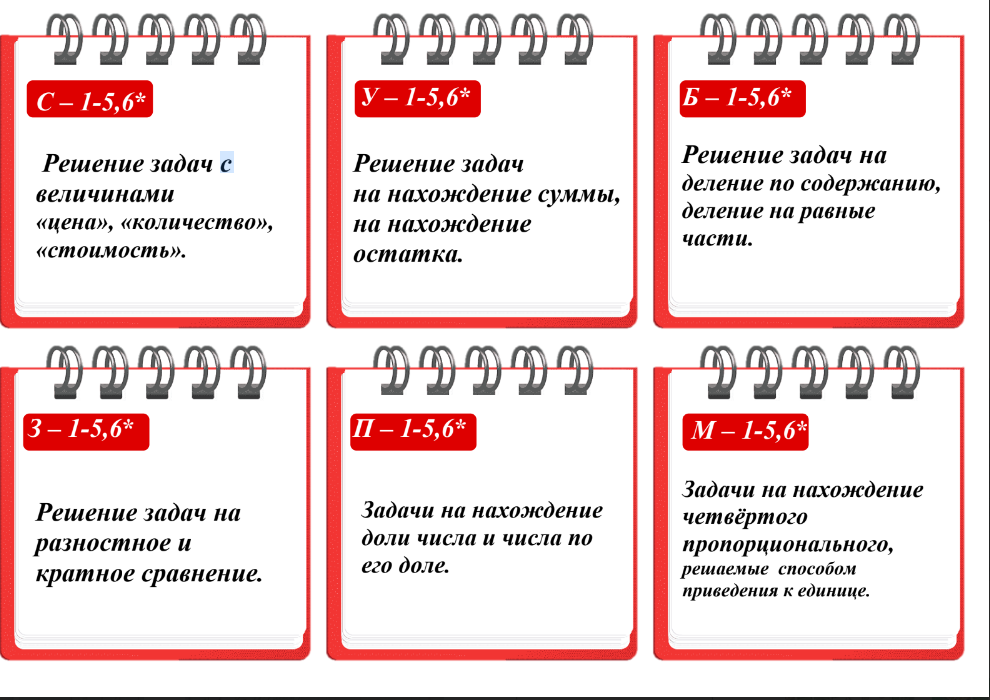 С – 1-5,6*
Решение задач с
величинами
«цена», «количество»,
«стоимость».
У – 1-5,6*
Решение задач
на нахождение суммы,
на нахождение
остатка.
Б – 1-5,6*
Решение задач на
деление по содержанию,
деление на равные
части.
З – 1-5,6*
Решение задач на
разностное и
кратное сравнение.
П – 1-5,6*
Задачи на нахождение
доли числа и числа по
его доле.
М – 1-5,6*
Задачи на нахождение
четвёртого
пропорционального,
решаемые способом
приведения к единице.